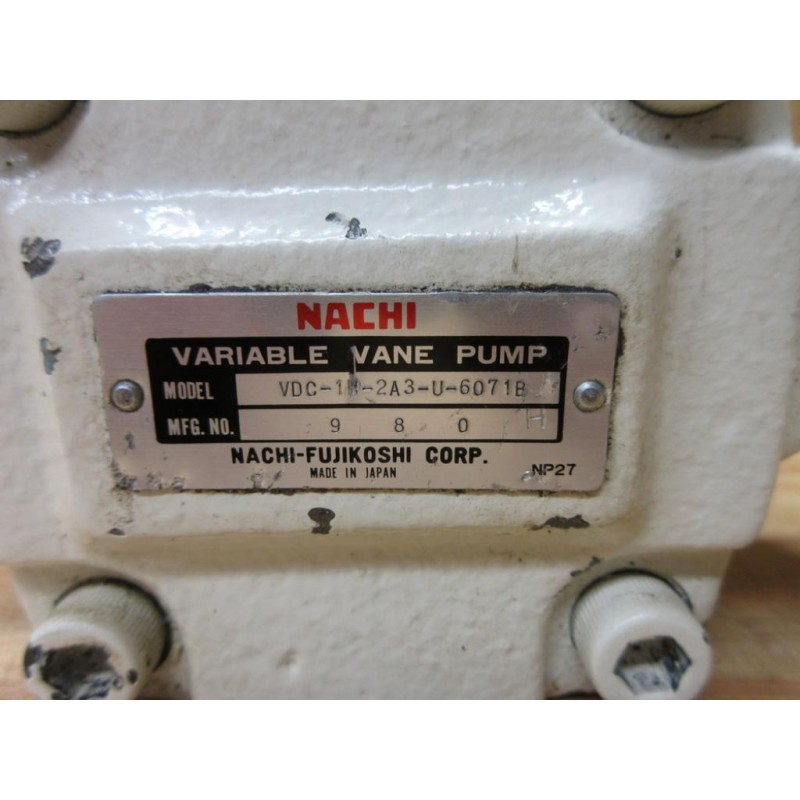 NACHI
VARIABLE VANE PUMP
MODEL
MFG. NO. 9 8 0 H
NACHI-FUJIKOSHI CORP.
MADE IN JAPAN
NP27